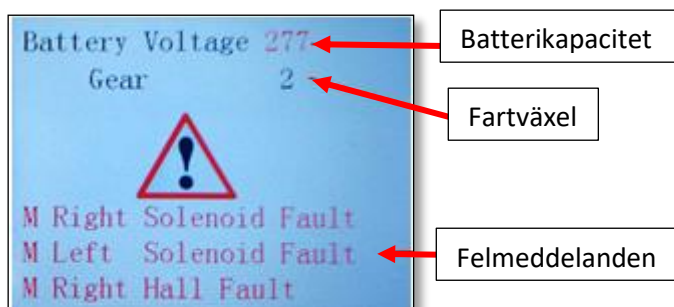 Battery Voltage 277
Batterikapacitet
Gear 2
Fartväxel
!
M Right Solenoid Fault
M Left Solenoid Fault
Felmeddelanden
M Right Hall Fault